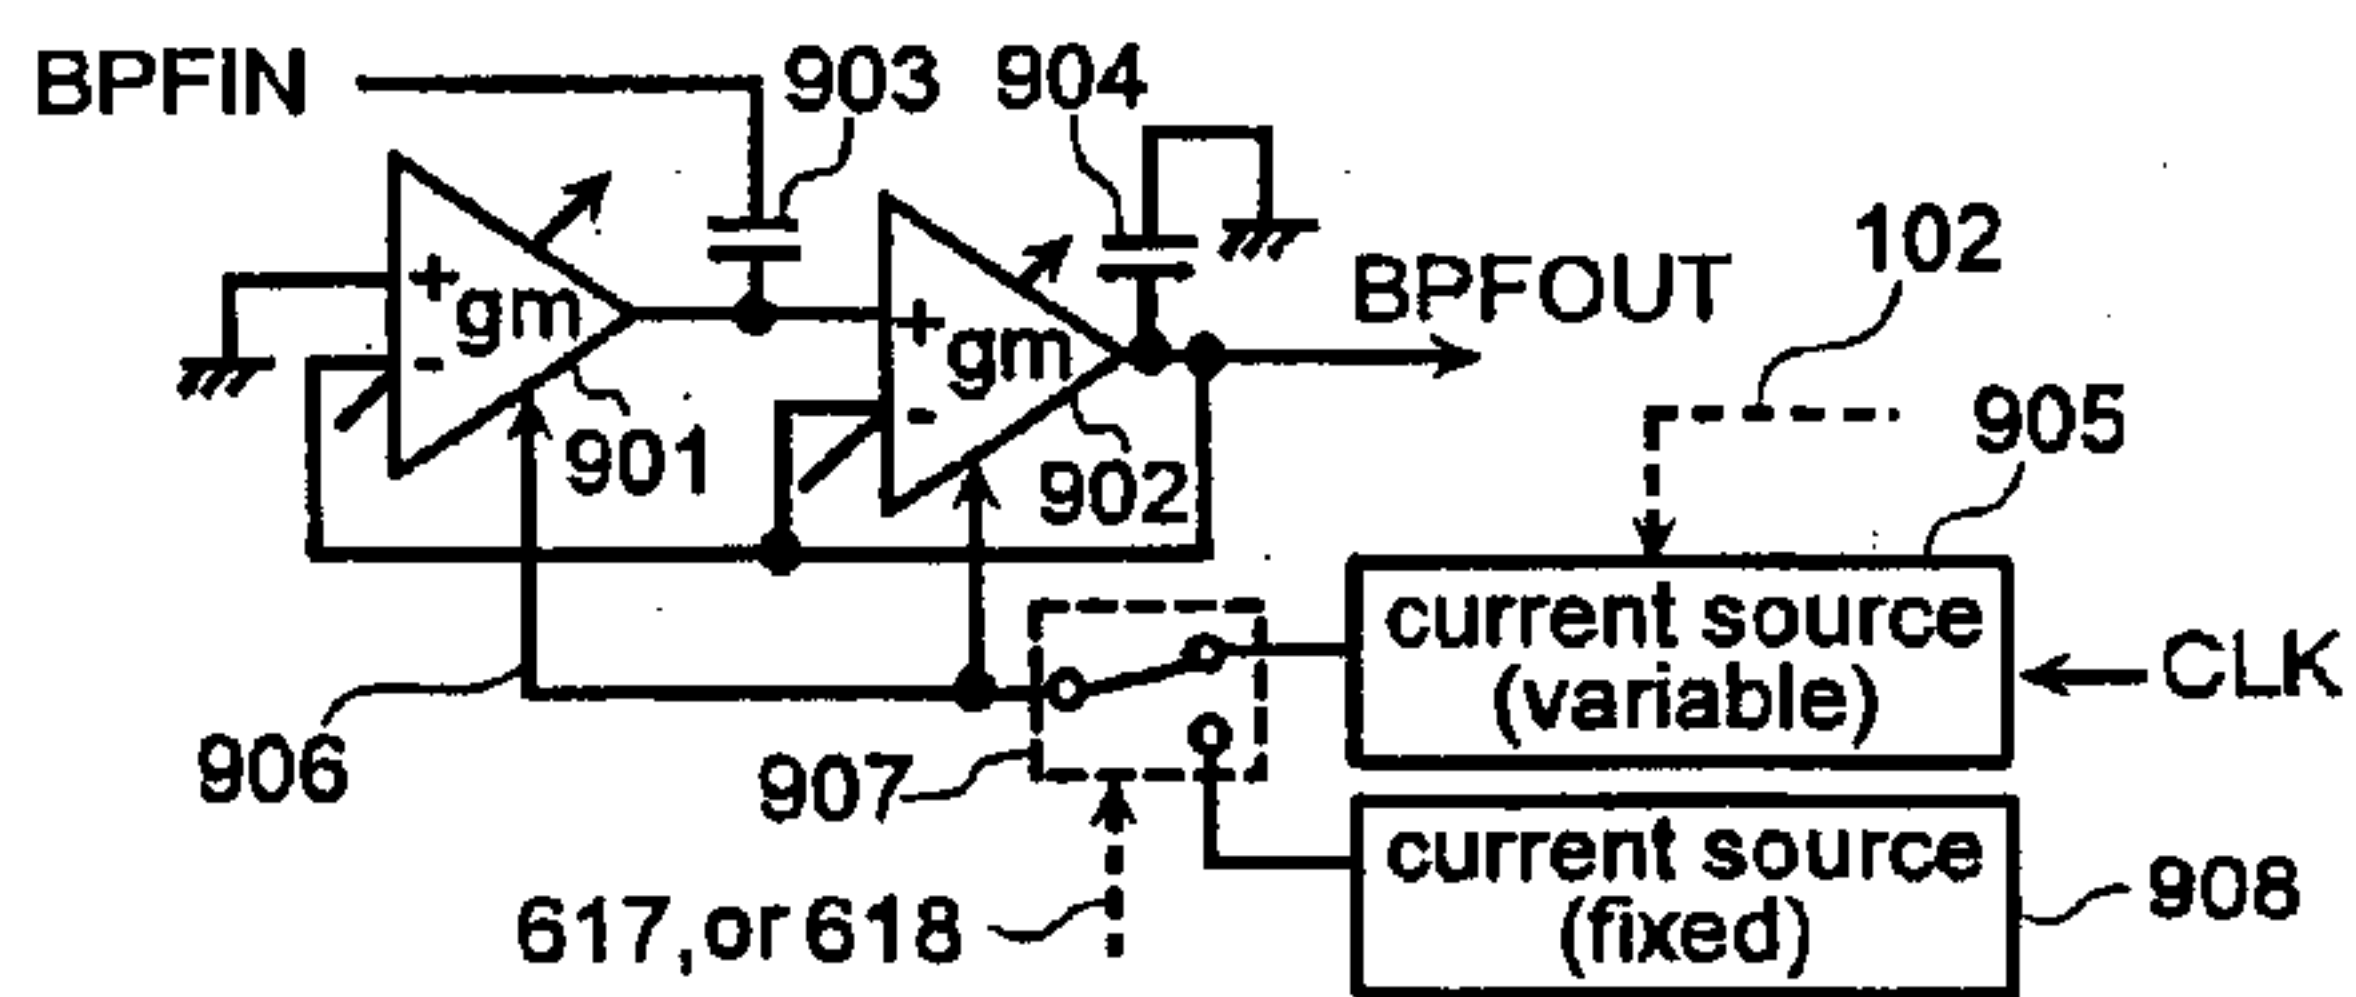 BPFIN
903
904
102
+
gm
-
+
gm
-
BPFOUT
901
902
905
current source
(variable)
CLK
906
907
617,or 618
current source
(fixed)
908